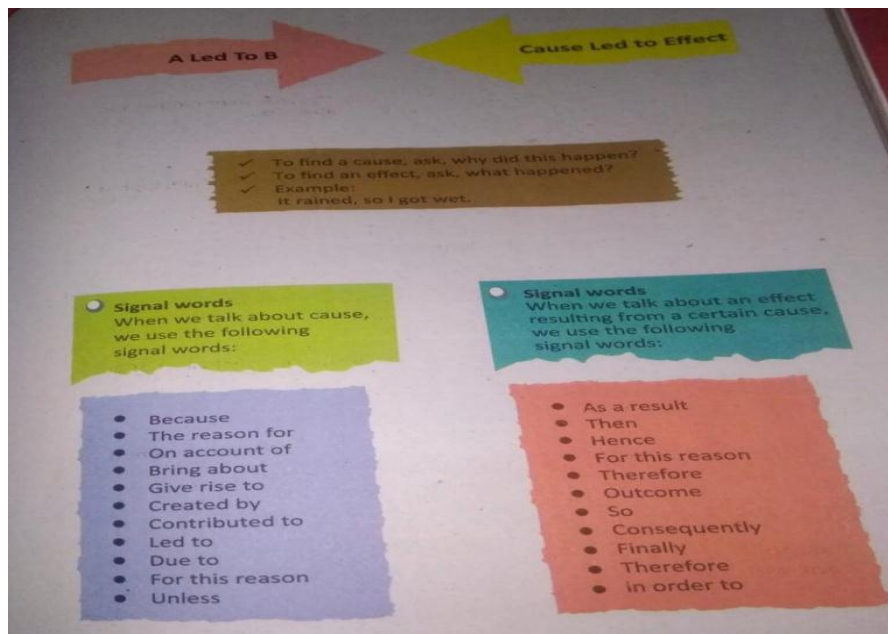 A Led To B
Cause Led to Effect
✓ To find a cause, ask, why did this happen?
✓ To find an effect, ask, what happened?
✓ Example:
It rained, so I got wet.
Signal words
When we talk about cause,
we use the following
signal words:
• Because
• The reason for
• On account of
• Bring about
• Give rise to
• Created by
• Contributed to
• Led to
• Due to
• For this reason
• Unless
Signal words
When we talk about an effect
resulting from a certain cause,
we use the following
signal words:
• As a result
• Then
• Hence
• For this reason
• Therefore
• Outcome
• So
• Consequently
• Finally
• Therefore
• in order to